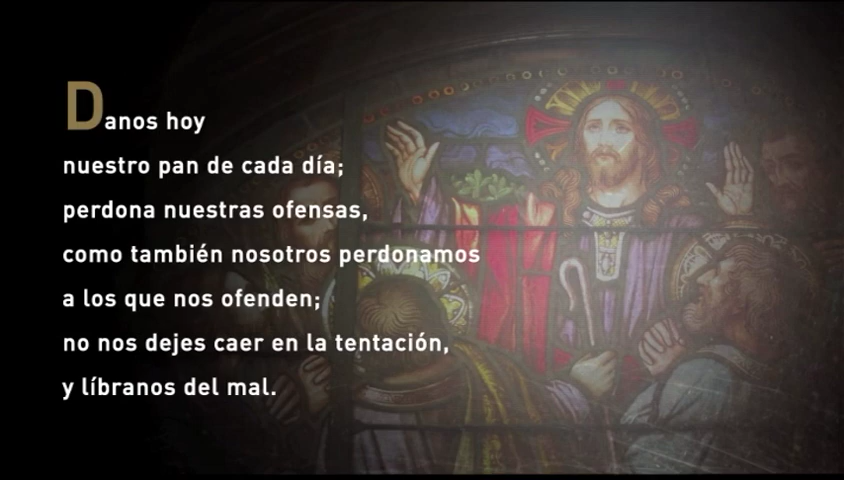 Danos hoy
nuestro pan de cada día;
perdona nuestras ofensas,
como también nosotros perdonamos
a los que nos ofenden;
no nos dejes caer en la tentación,
y líbranos del mal.